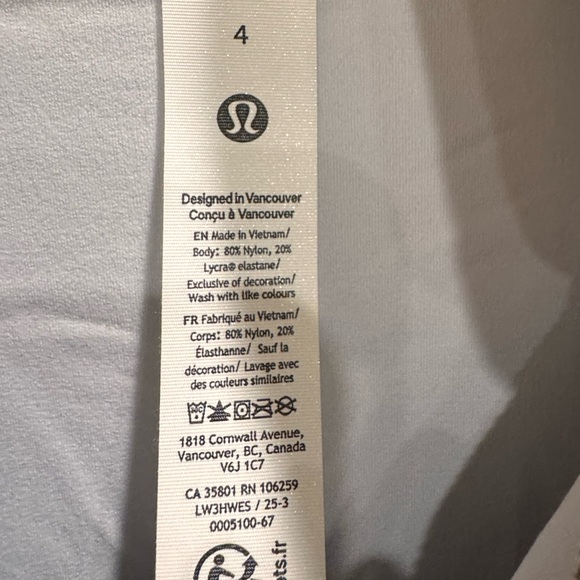 4
Designed in Vancouver
Conçu à Vancouver
EN Made in Vietnam/
Body: 80% Nylon, 20%
Lycra® elastane/
Exclusive of decoration/
Wash with like colours
FR Fabriqué au Vietnam/
Corps: 80% Nylon, 20%
Élasthanne/ Sauf la
décoration/ Lavage avec
des couleurs similaires
1818 Cornwall Avenue,
Vancouver, BC, Canada
V6J 1C7
CA 35801 RN 106259
LW3HWES / 25-3
0005100-67
ts.fr